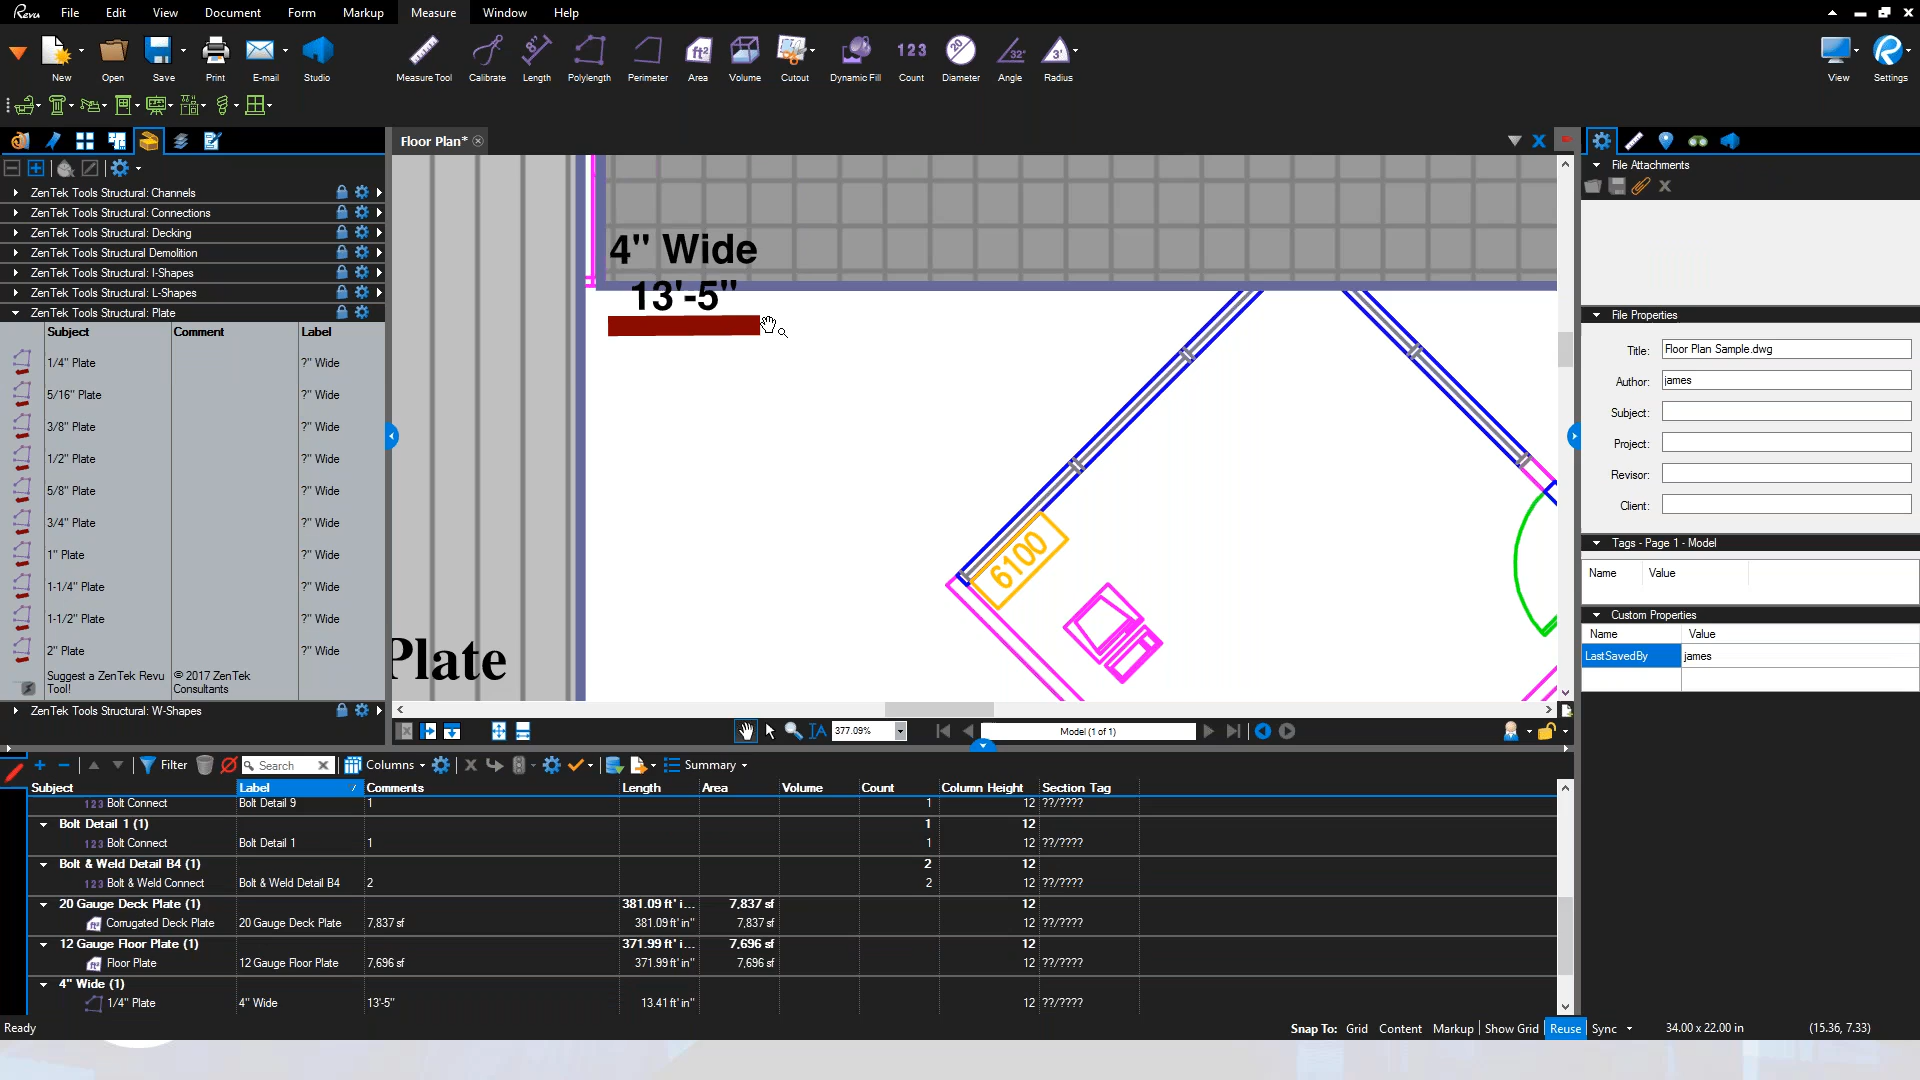 Revu File Edit View Document Form Markup Measure Window Help
New Open Save Print E-mail Studio Measure Tool Calibrate Length Polylength Perimeter Area Volume Cutout Dynamic Fill Count Diameter Angle Radius View Settings
Floor Plan*
ZenTek Tools Structural: Channels
ZenTek Tools Structural: Connections
ZenTek Tools Structural: Decking
ZenTek Tools Structural Demolition
ZenTek Tools Structural: I-Shapes
ZenTek Tools Structural: L-Shapes
ZenTek Tools Structural: Plate
Subject Comment Label
1/4" Plate ?" Wide
5/16" Plate ?" Wide
3/8" Plate ?" Wide
1/2" Plate ?" Wide
5/8" Plate ?" Wide
3/4" Plate ?" Wide
1" Plate ?" Wide
1-1/4" Plate ?" Wide
1-1/2" Plate ?" Wide
2" Plate ?" Wide
Suggest a ZenTek Revu Tool! © 2017 ZenTek Consultants
ZenTek Tools Structural: W-Shapes
4" Wide
13'-5"
6100
Plate
File Attachments
File Properties
Title: Floor Plan Sample.dwg
Author: james
Subject:
Project:
Revisor:
Client:
Tags - Page 1 - Model
Name Value
Custom Properties
Name Value
LastSavedBy james
377.09% Model (1 of 1)
Filter Search Columns Summary
Subject Label Comments Length Area Volume Count Column Height Section Tag
123 Bolt Connect Bolt Detail 9 1 1 12 ??/????
Bolt Detail 1 (1) 1 12
123 Bolt Connect Bolt Detail 1 1 1 12 ??/????
Bolt & Weld Detail B4 (1) 2 12
123 Bolt & Weld Connect Bolt & Weld Detail B4 2 2 12 ??/????
20 Gauge Deck Plate (1) 381.09 ft' i... 7,837 sf 12
Corrugated Deck Plate 20 Gauge Deck Plate 7,837 sf 381.09 ft' in" 7,837 sf 12 ??/????
12 Gauge Floor Plate (1) 371.99 ft' i... 7,696 sf 12
Floor Plate 12 Gauge Floor Plate 7,696 sf 371.99 ft' in" 7,696 sf 12 ??/????
4" Wide (1)
1/4" Plate 4" Wide 13'-5" 13.41 ft' in" 12 ??/????
Ready Snap To: Grid Content Markup Show Grid Reuse Sync 34.00 x 22.00 in (15.36, 7.33)